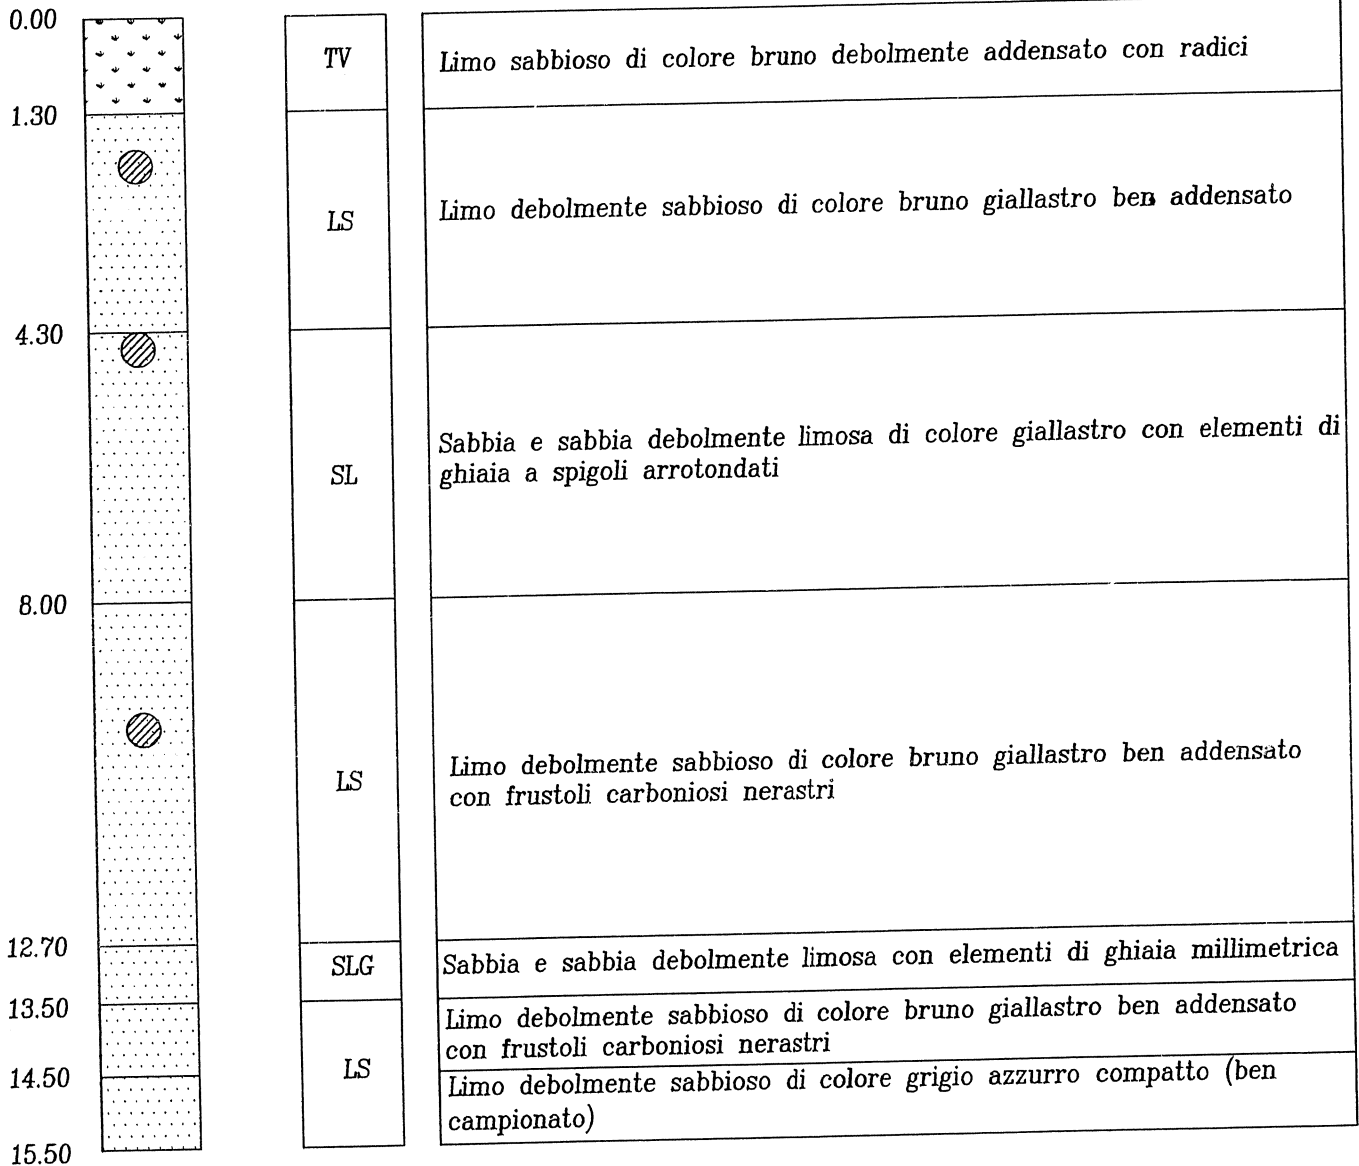 0.00
TV
Limo sabbioso di colore bruno debolmente addensato con radici
1.30
LS
Limo debolmente sabbioso di colore bruno giallastro ben addensato
4.30
SL
Sabbia e sabbia debolmente limosa di colore giallastro con elementi di
ghiaia a spigoli arrotondati
8.00
LS
Limo debolmente sabbioso di colore bruno giallastro ben addensato
con frustoli carboniosi nerastri
12.70
SLG
Sabbia e sabbia debolmente limosa con elementi di ghiaia millimetrica
13.50
LS
Limo debolmente sabbioso di colore bruno giallastro ben addensato
con frustoli carboniosi nerastri
14.50
Limo debolmente sabbioso di colore grigio azzurro compatto (ben
campionato)
15.50